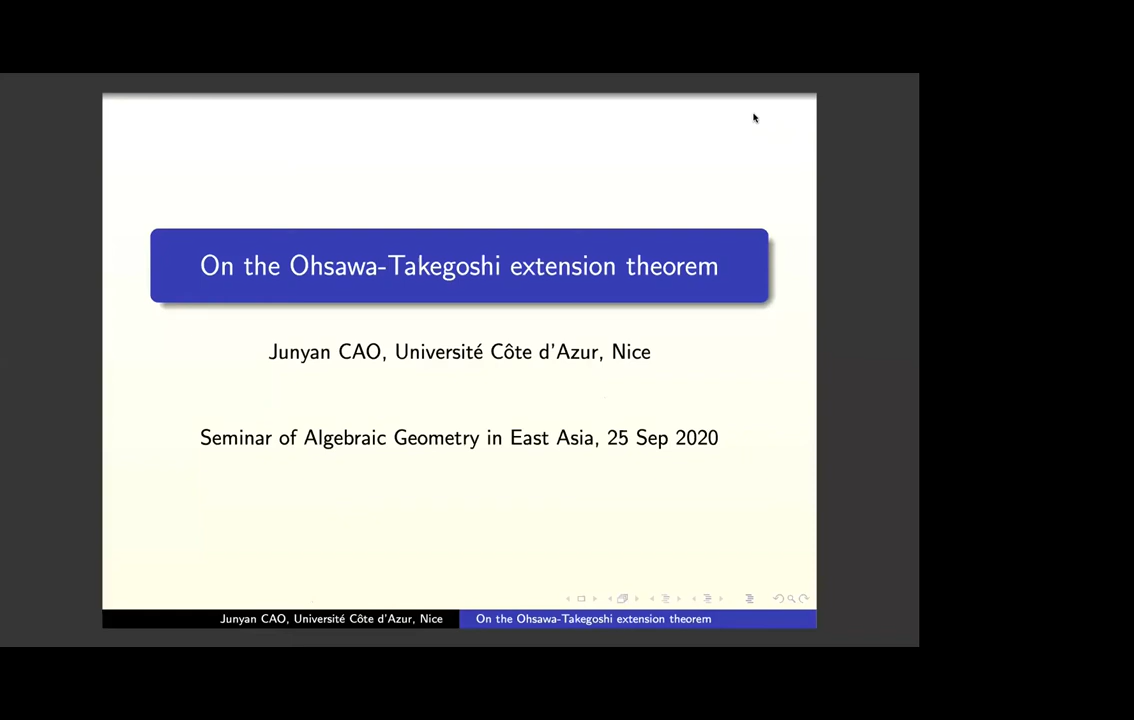 On the Ohsawa-Takegoshi extension theorem
Junyan CAO, Université Côte d'Azur, Nice
Seminar of Algebraic Geometry in East Asia, 25 Sep 2020
Junyan CAO, Université Côte d'Azur, Nice
On the Ohsawa-Takegoshi extension theorem